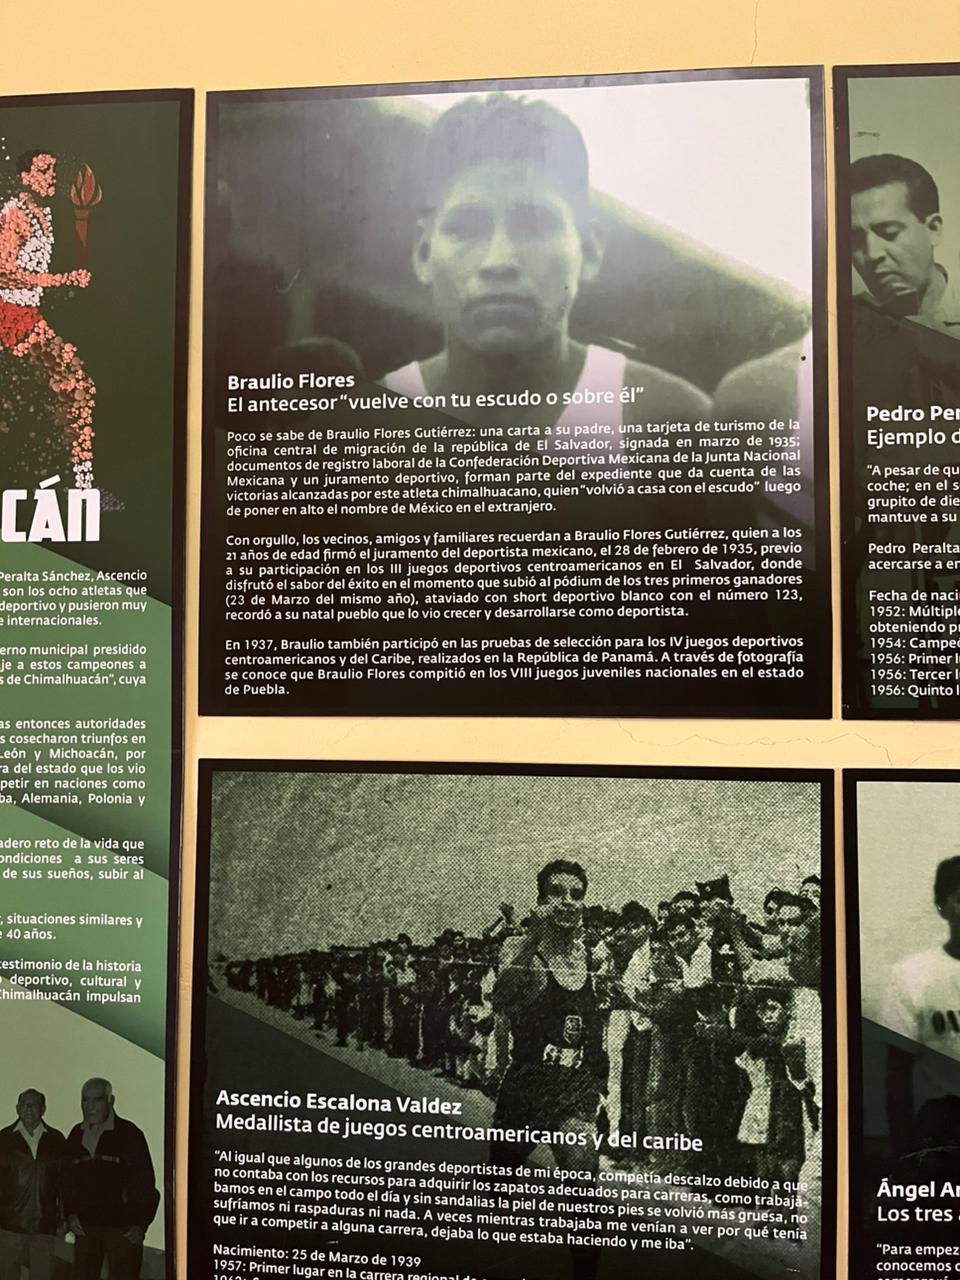 CÁN
Peralta Sánchez, Ascencio
son los ocho atletas que
deportivo y pusieron muy
e internacionales.
erno municipal presidido
je a estos campeones a
s de Chimalhuacán", cuya
as entonces autoridades
s cosecharon triunfos en
León y Michoacán, por
ra del estado que los vio
petir en naciones como
ba, Alemania, Polonia y
adero reto de la vida que
ondiciones a sus seres
de sus sueños, subir al
, situaciones similares y
e 40 años.
testimonio de la historia
deportivo, cultural y
Chimalhuacán impulsan
Braulio Flores
El antecesor "vuelve con tu escudo o sobre él"
Poco se sabe de Braulio Flores Gutiérrez: una carta a su padre, una tarjeta de turismo de la
oficina central de migración de la república de El Salvador, signada en marzo de 1935;
documentos de registro laboral de la Confederación Deportiva Mexicana de la Junta Nacional
Mexicana y un juramento deportivo, forman parte del expediente que da cuenta de las
victorias alcanzadas por este atleta chimalhuacano, quien "volvió a casa con el escudo" luego
de poner en alto el nombre de México en el extranjero.
Con orgullo, los vecinos, amigos y familiares recuerdan a Braulio Flores Gutiérrez, quien a los
21 años de edad firmó el juramento del deportista mexicano, el 28 de febrero de 1935, previo
a su participación en los III juegos deportivos centroamericanos en El Salvador, donde
disfrutó el sabor del éxito en el momento que subió al pódium de los tres primeros ganadores
(23 de Marzo del mismo año), ataviado con short deportivo blanco con el número 123,
recordó a su natal pueblo que lo vio crecer y desarrollarse como deportista.
En 1937, Braulio también participó en las pruebas de selección para los IV juegos deportivos
centroamericanos y del Caribe, realizados en la República de Panamá. A través de fotografía
se conoce que Braulio Flores compitió en los VIII juegos juveniles nacionales en el estado
de Puebla.
Pedro Per
Ejemplo d
"A pesar de qu
coche; en el s
grupito de die
mantuve a su
Pedro Peralta
acercarse a en
Fecha de naci
1952: Múltiple
obteniendo pr
1954: Campeó
1956: Primer l
1956: Tercer l
1956: Quinto l
Ascencio Escalona Valdez
Medallista de juegos centroamericanos y del caribe
"Al igual que algunos de los grandes deportistas de mi época, competía descalzo debido a que
no contaba con los recursos para adquirir los zapatos adecuados para carreras, como trabajá-
bamos en el campo todo el día y sin sandalias la piel de nuestros pies se volvió más gruesa, no
sufríamos ni raspaduras ni nada. A veces mientras trabajaba me venían a ver por qué tenía
que ir a competir a alguna carrera, dejaba lo que estaba haciendo y me iba".
Nacimiento: 25 de Marzo de 1939
1957: Primer lugar en la carrera regional de
Ángel Ar
Los tres
"Para empez
conocemos c